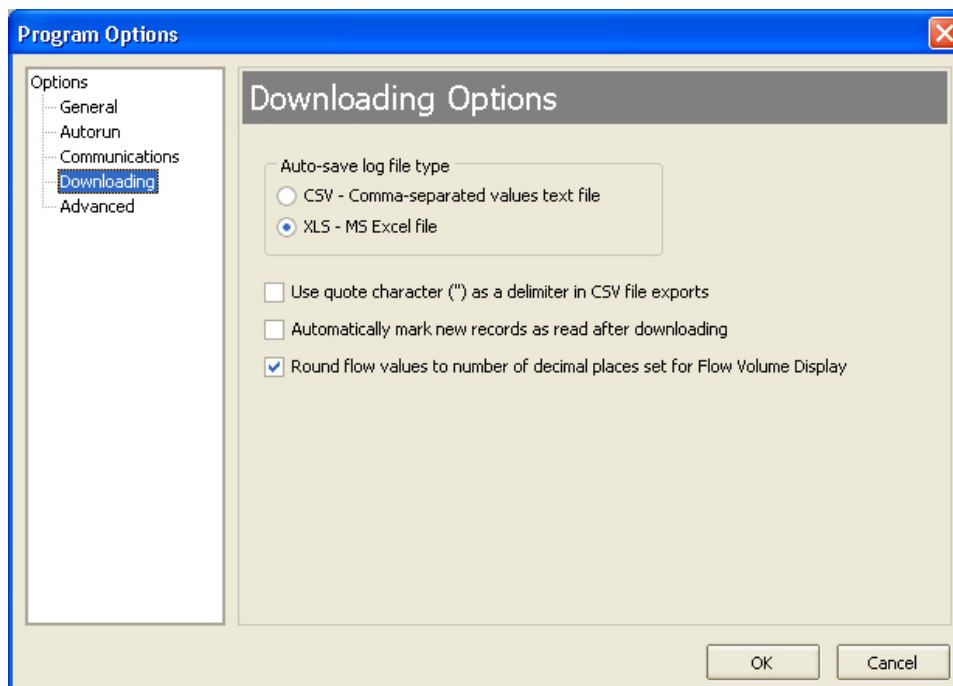 Program Options
Options
General
Autorun
Communications
Downloading
Advanced
Downloading Options
Auto-save log file type
CSV - Comma-separated values text file
XLS - MS Excel file
Use quote character (") as a delimiter in CSV file exports
Automatically mark new records as read after downloading
Round flow values to number of decimal places set for Flow Volume Display
OK
Cancel